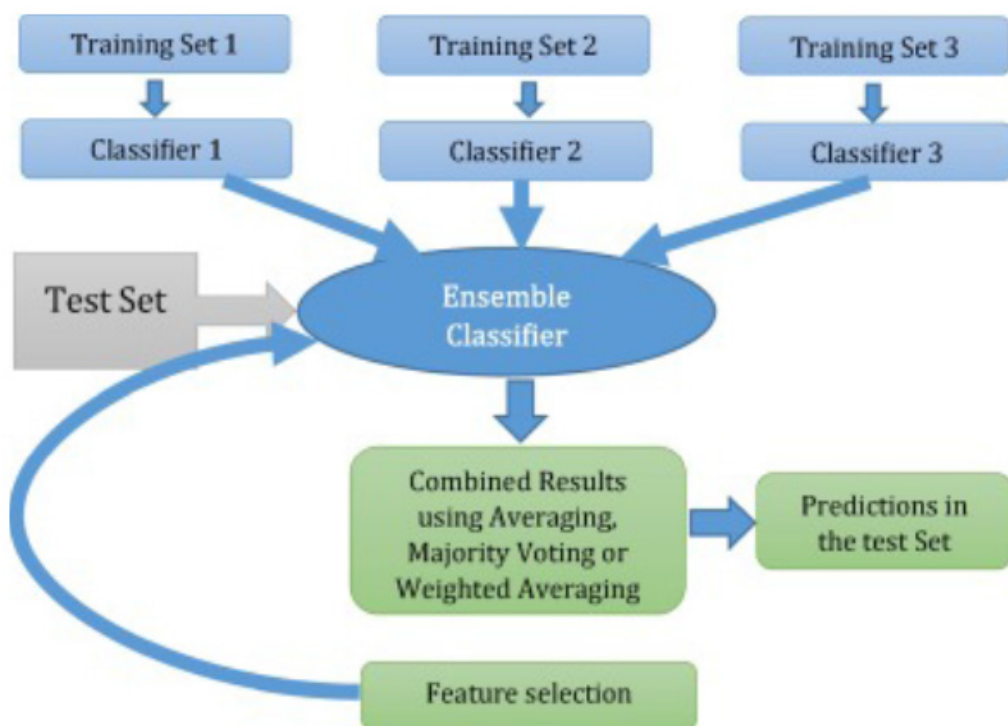 Training Set 1
Training Set 2
Training Set 3
Classifier 1
Classifier 2
Classifier 3
Test Set
Ensemble
Classifier
Combined Results
using Averaging,
Majority Voting or
Weighted Averaging
Predictions in
the test Set
Feature selection